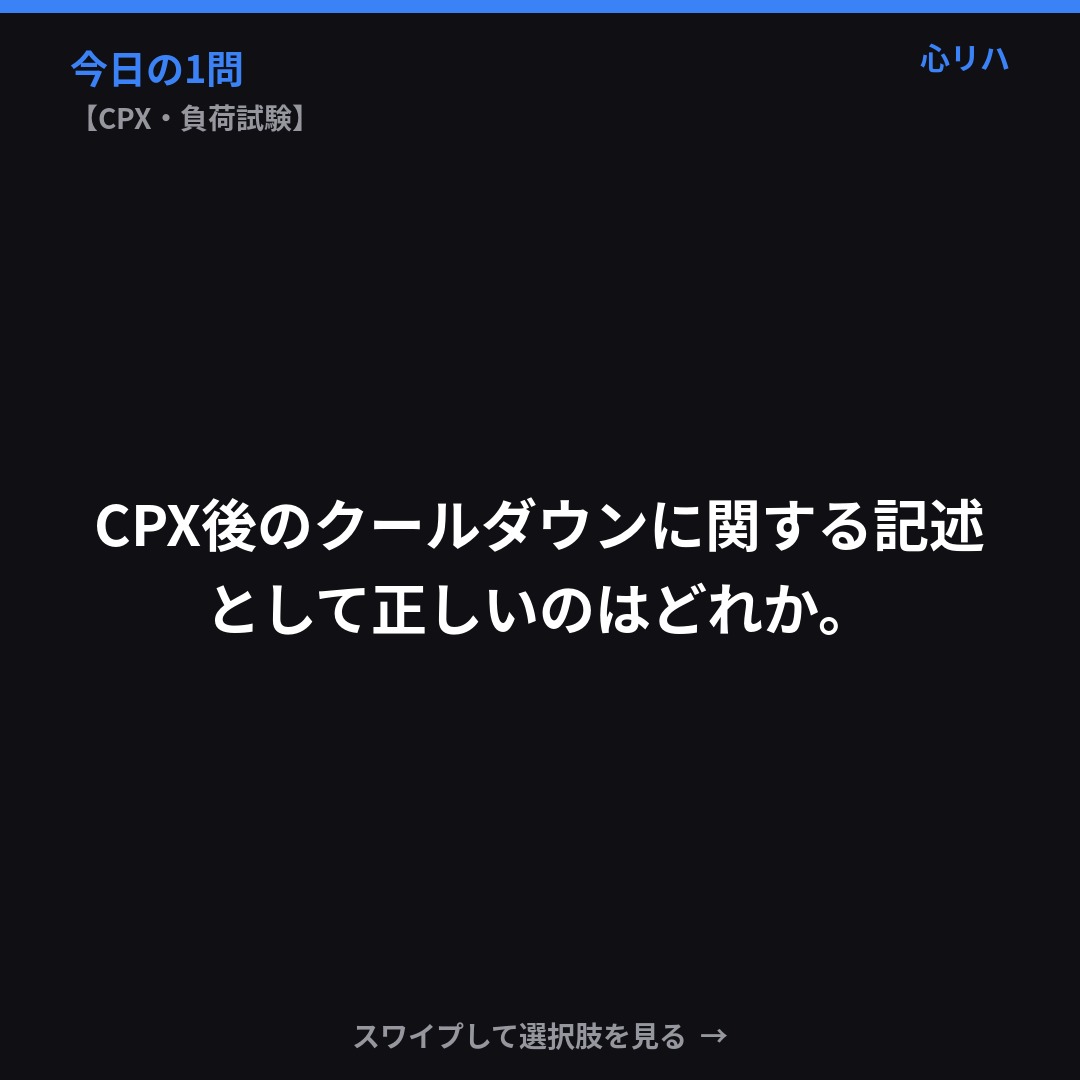 今日の1問
心リハ
【CPX・負荷試験】
CPX後のクールダウンに関する記述
として正しいのはどれか。
スワイプして選択肢を見る →